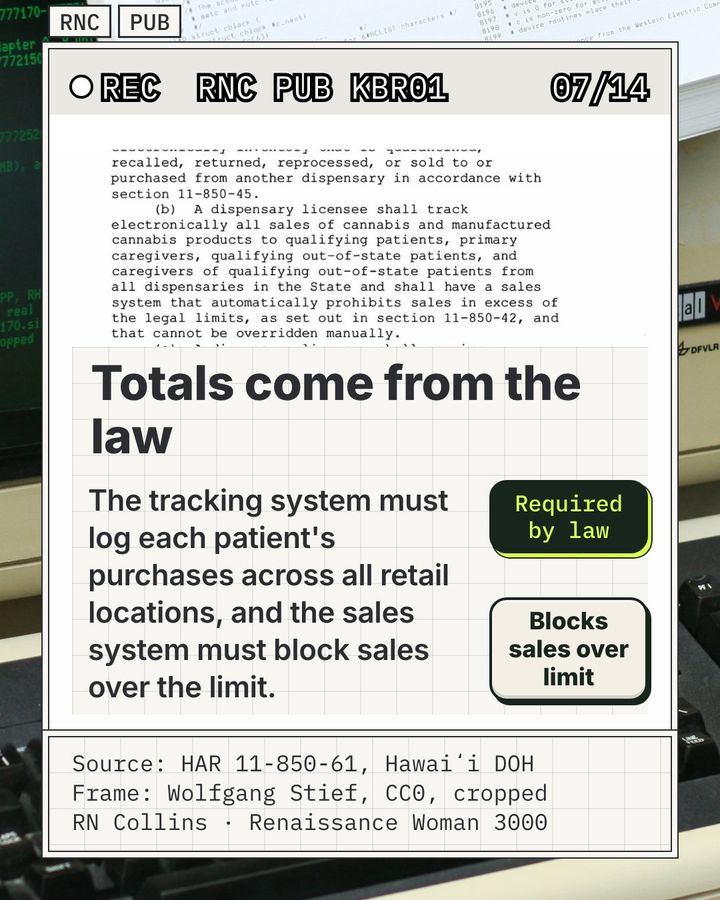 RNC PUB
REC RNC PUB KBR01 07/14
recalled, returned, reprocessed, or sold to or
purchased from another dispensary in accordance with
section 11-850-45.
(b) A dispensary licensee shall track
electronically all sales of cannabis and manufactured
cannabis products to qualifying patients, primary
caregivers, qualifying out-of-state patients, and
caregivers of qualifying out-of-state patients from
all dispensaries in the State and shall have a sales
system that automatically prohibits sales in excess of
the legal limits, as set out in section 11-850-42, and
that cannot be overridden manually.
Totals come from the
law
The tracking system must
log each patient's
purchases across all retail
locations, and the sales
system must block sales
over the limit.
Required
by law
Blocks
sales over
limit
Source: HAR 11-850-61, Hawaiʻi DOH
Frame: Wolfgang Stief, CC0, cropped
RN Collins · Renaissance Woman 3000
DFVLR